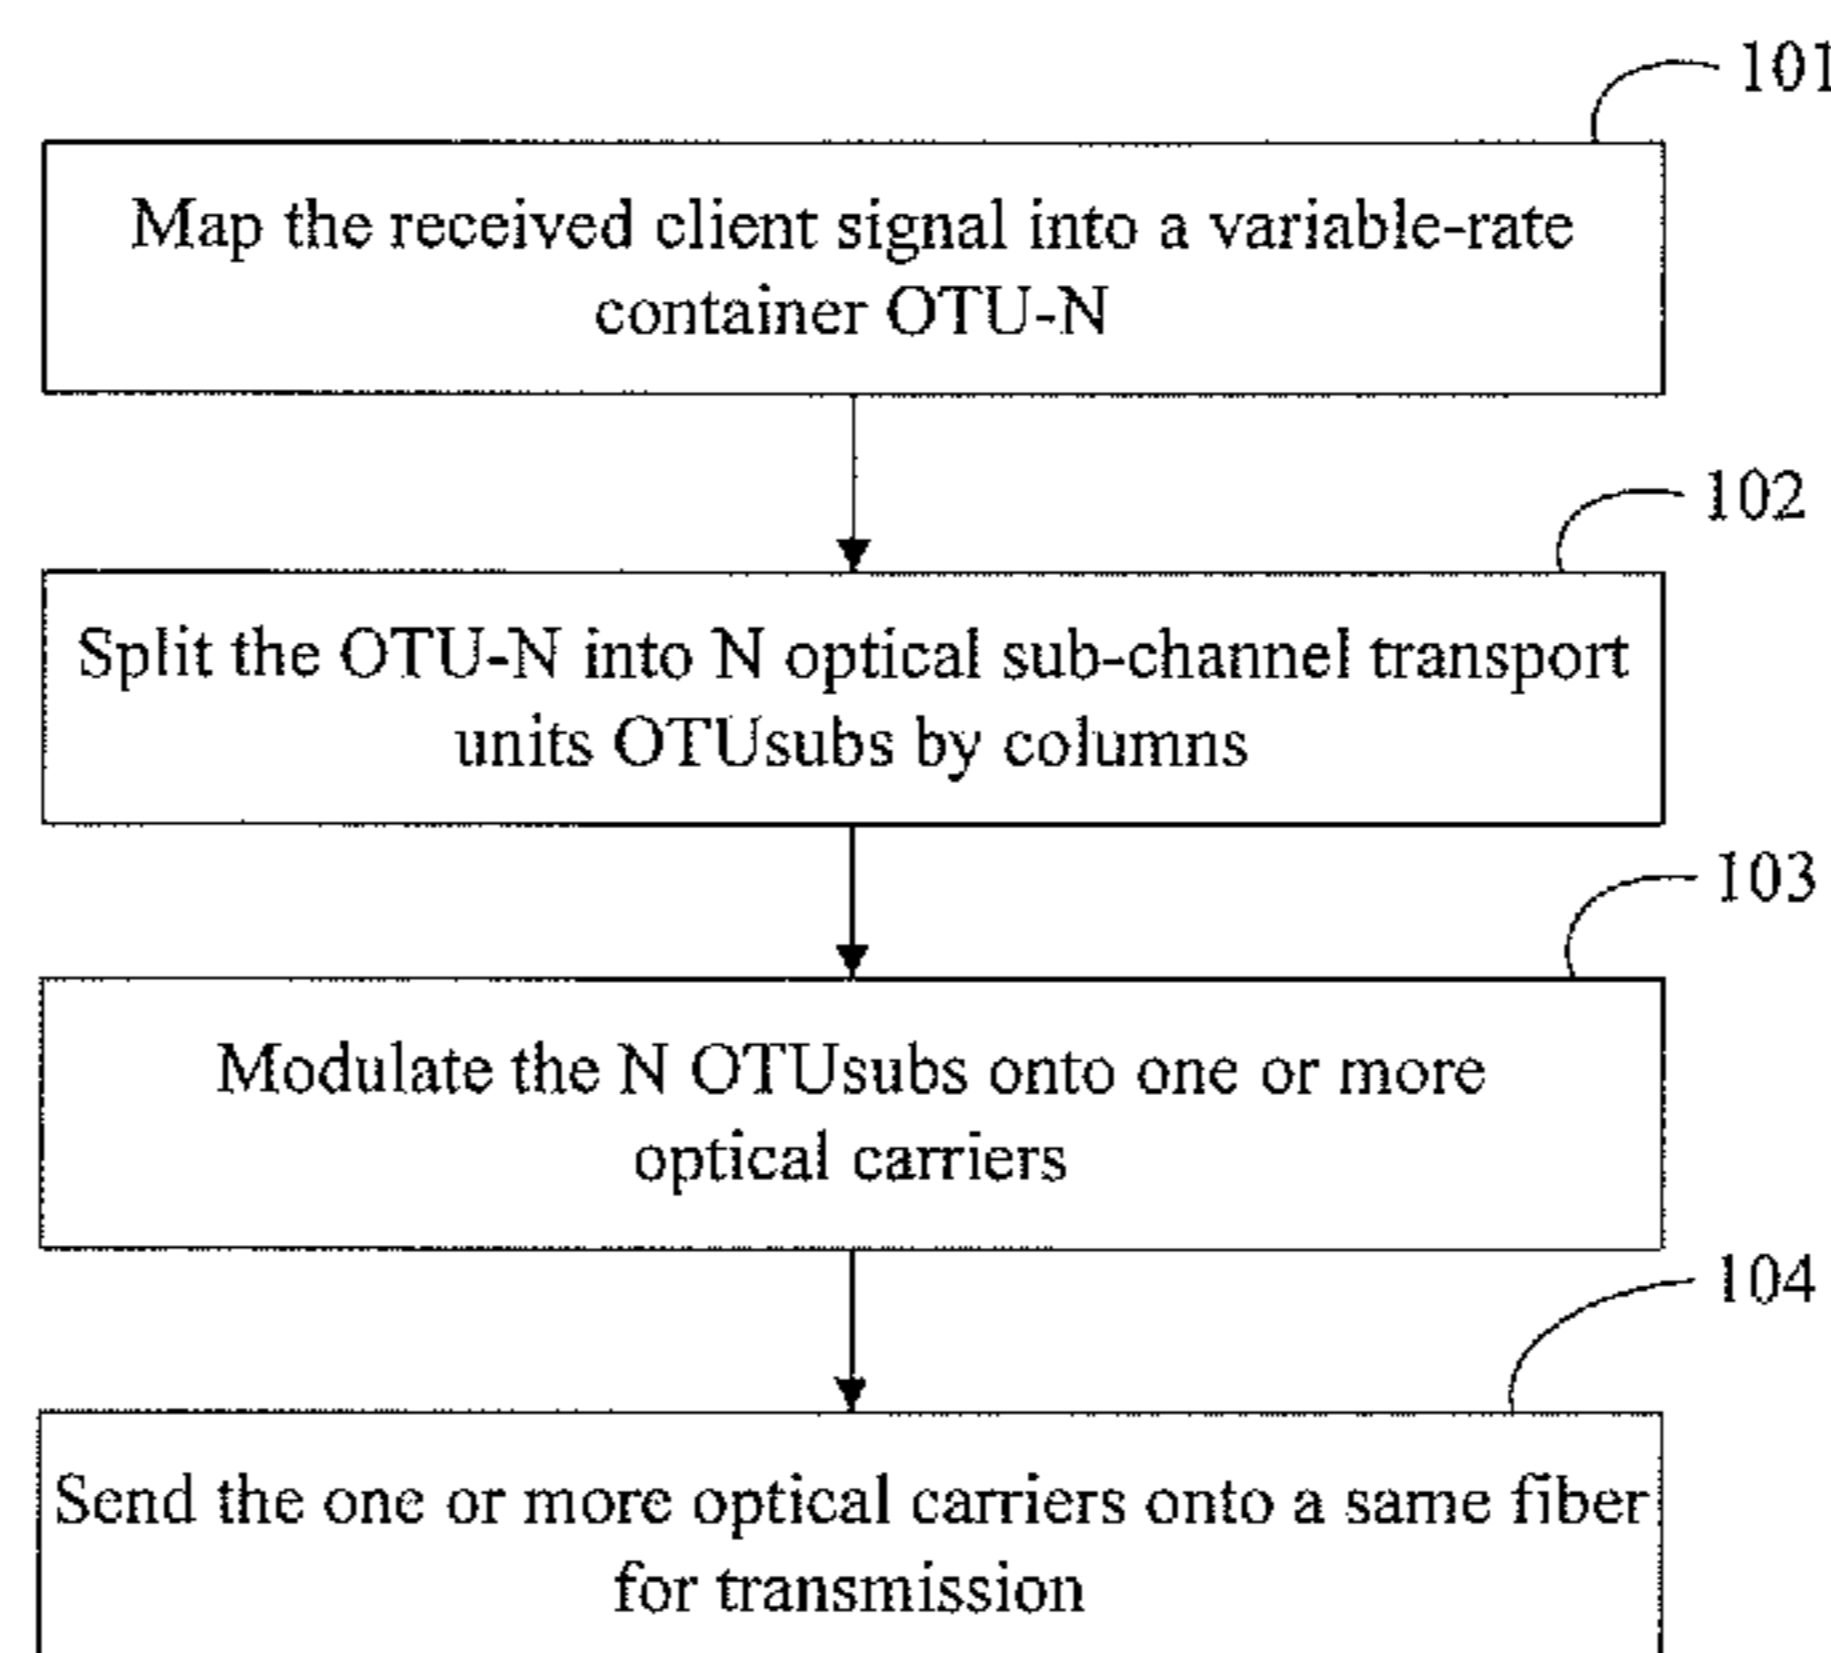 101
Map the received client signal into a variable-rate
container OTU-N
102
Split the OTU-N into N optical sub-channel transport
units OTUsubs by columns
103
Modulate the N OTUsubs onto one or more
optical carriers
104
Send the one or more optical carriers onto a same fiber
for transmission